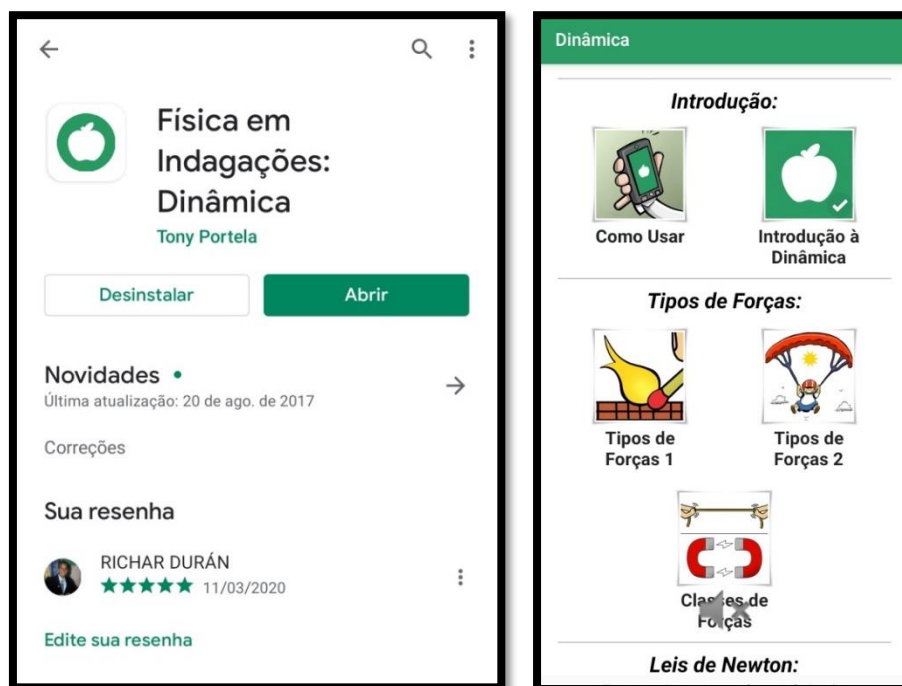 Física em
Indagações:
Dinâmica
Tony Portela
Desinstalar
Abrir
Novidades •
Última atualização: 20 de ago. de 2017
Correções
Sua resenha
RICHAR DURÁN
★★★★★ 11/03/2020
Edite sua resenha
Dinâmica
Introdução:
Como Usar
Introdução à
Dinâmica
Tipos de Forças:
Tipos de
Forças 1
Tipos de
Forças 2
Classes de
Forças
Leis de Newton: